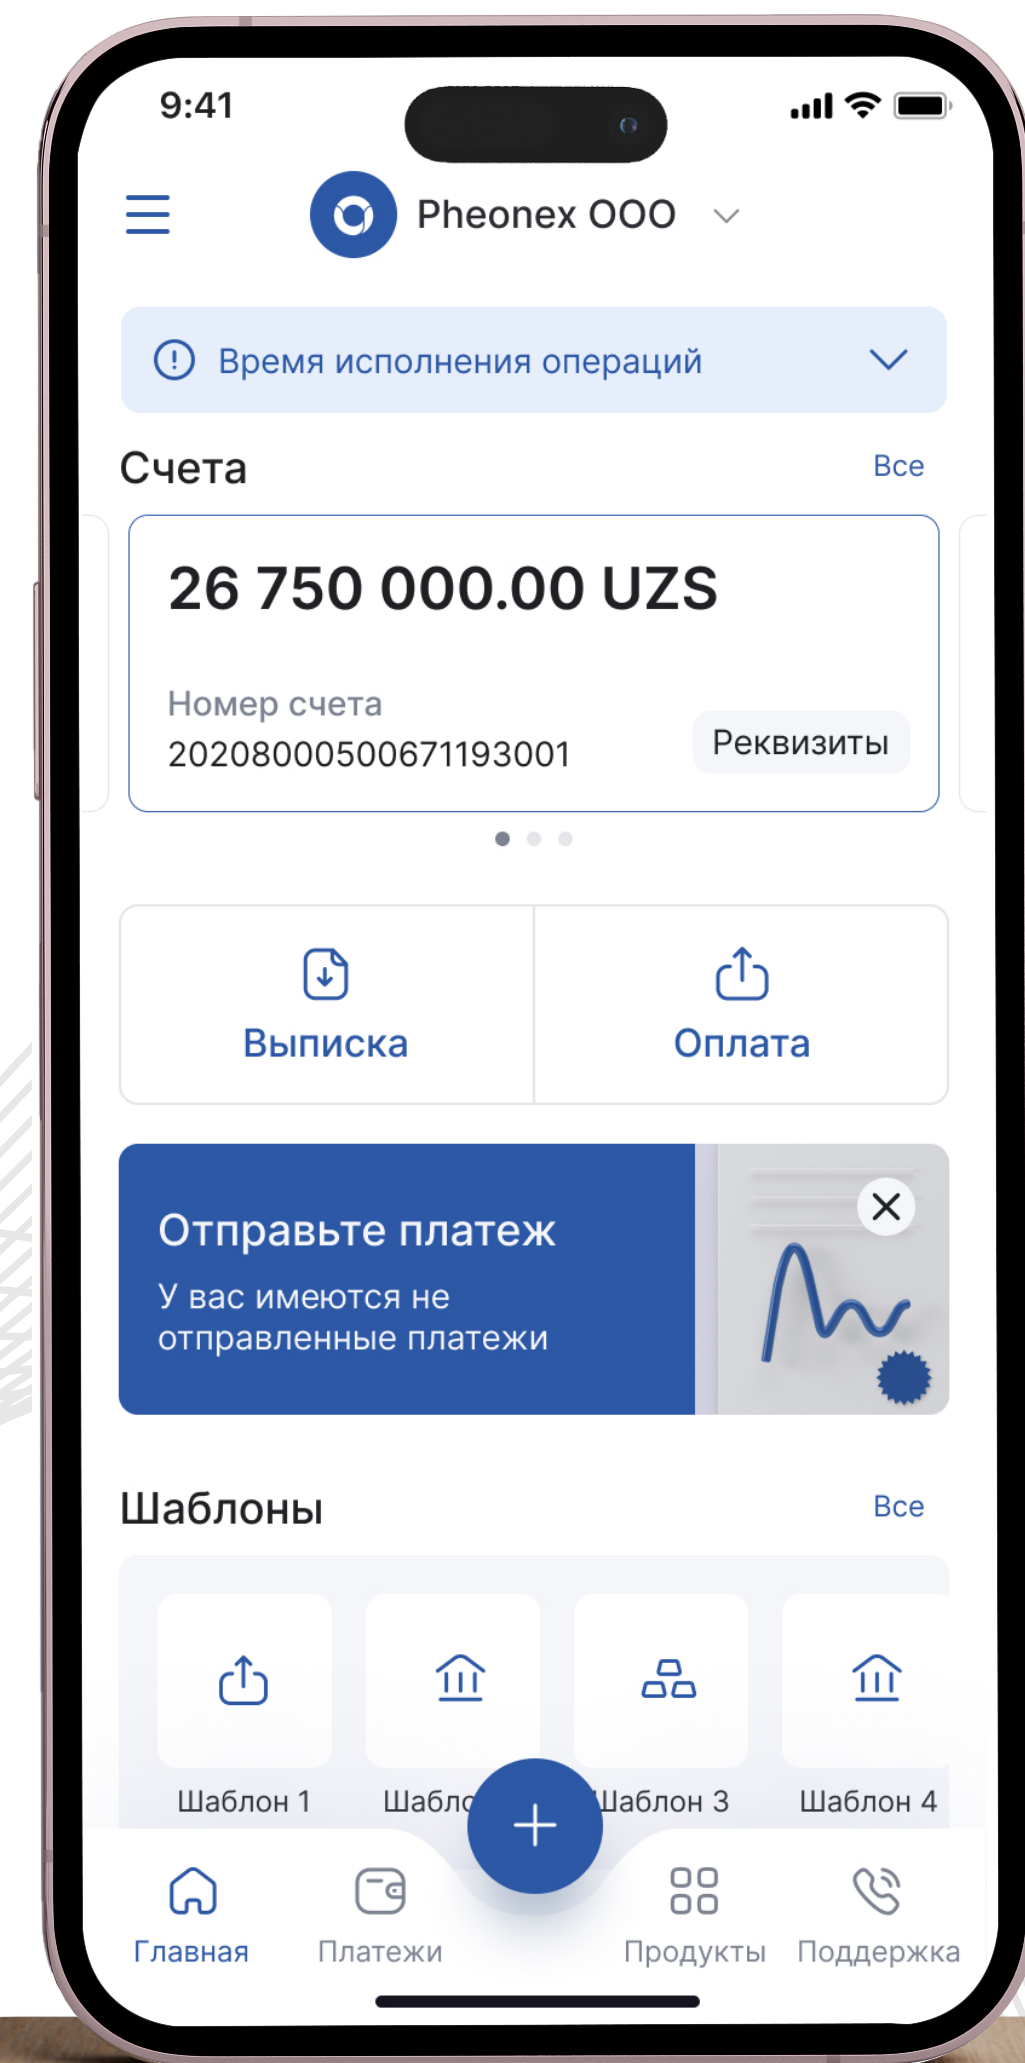 9:41
Pheonex ООО
Время исполнения операций
Счета
Все
26 750 000.00 UZS
Номер счета
20208000500671193001
Реквизиты
Выписка
Оплата
Отправьте платеж
У вас имеются не
отправленные платежи
Шаблоны
Все
Шаблон 1
Шабло
Шаблон 3
Шаблон 4
Главная
Платежи
Продукты
Поддержка